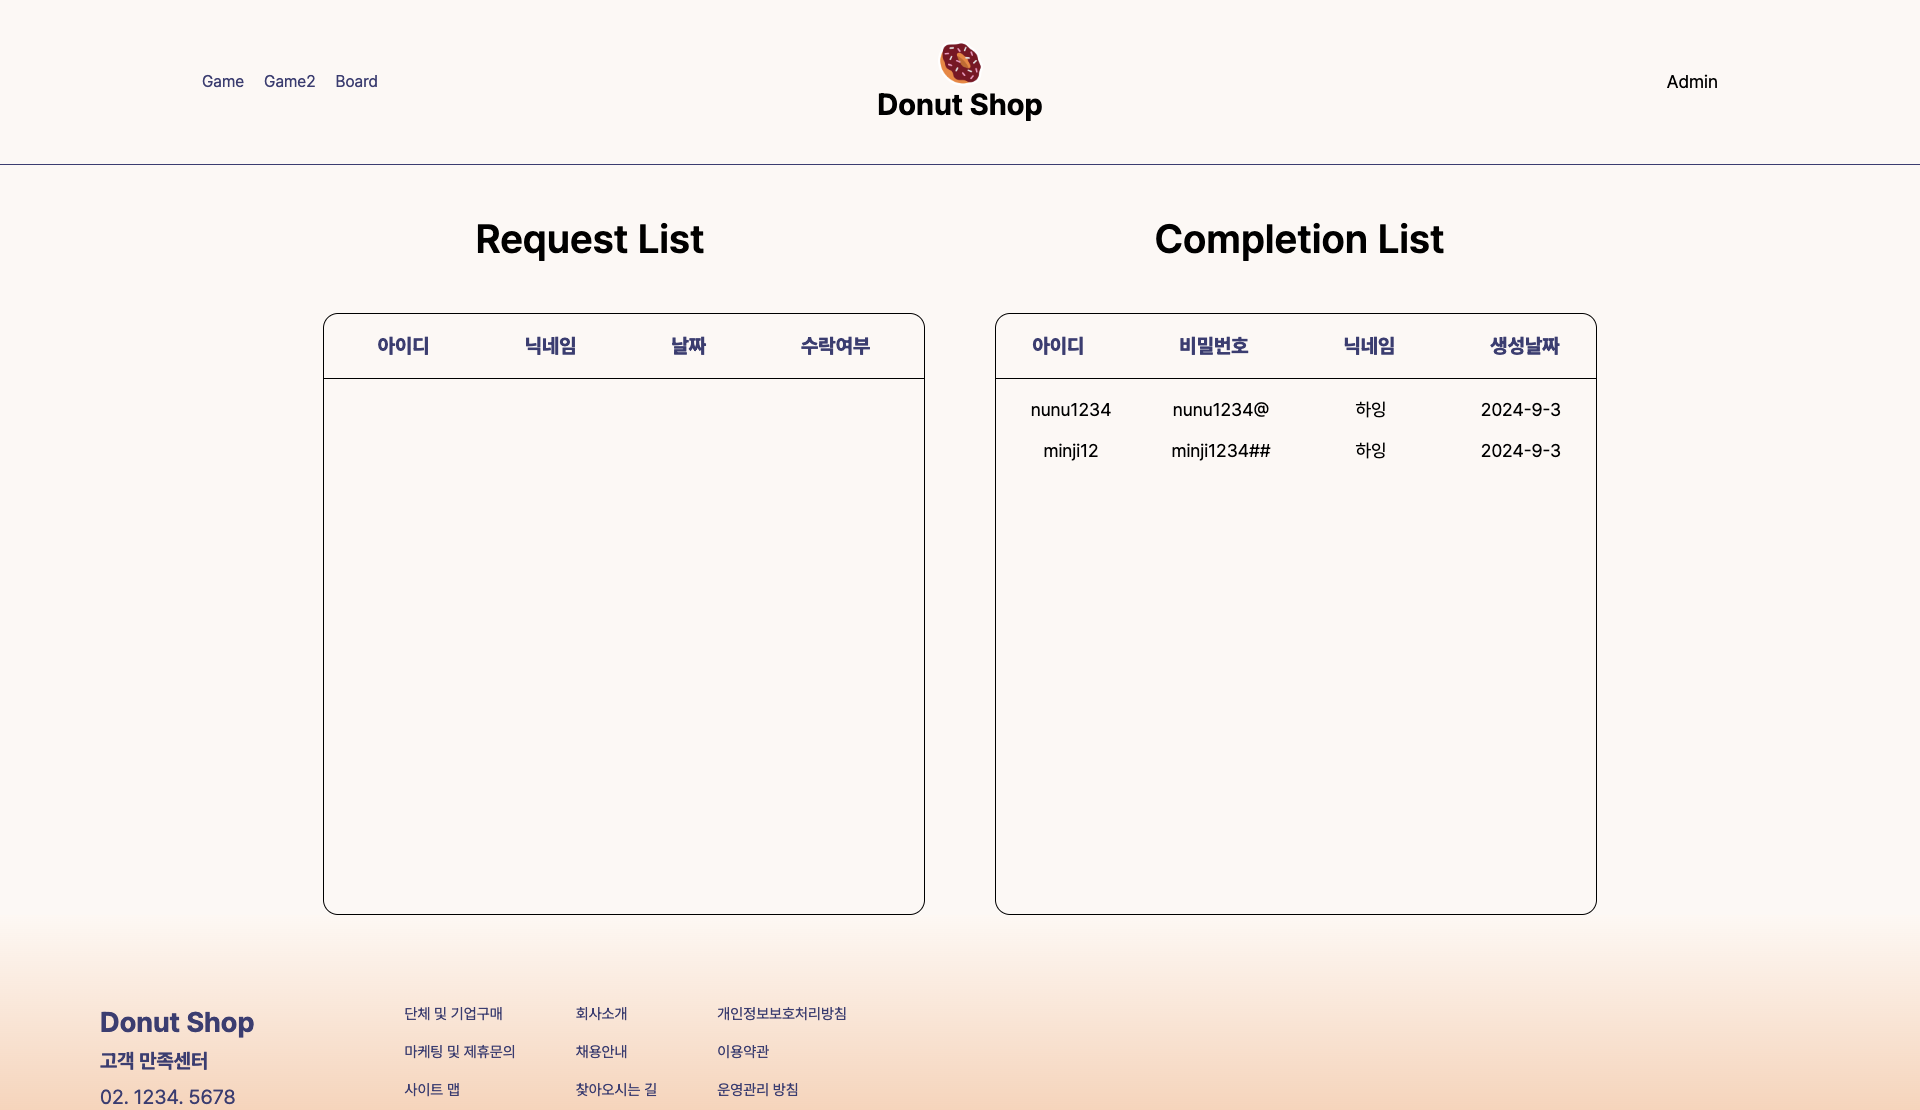 Game Game2 Board
Donut Shop
Admin
Request List
Completion List
아이디 닉네임 날짜 수락여부
아이디 비밀번호 닉네임 생성날짜
nunu1234 nunu1234@ 하잉 2024-9-3
minji12 minji1234## 하잉 2024-9-3
Donut Shop
고객 만족센터
02. 1234. 5678
단체 및 기업구매
마케팅 및 제휴문의
사이트 맵
회사소개
채용안내
찾아오시는 길
개인정보보호처리방침
이용약관
운영관리 방침